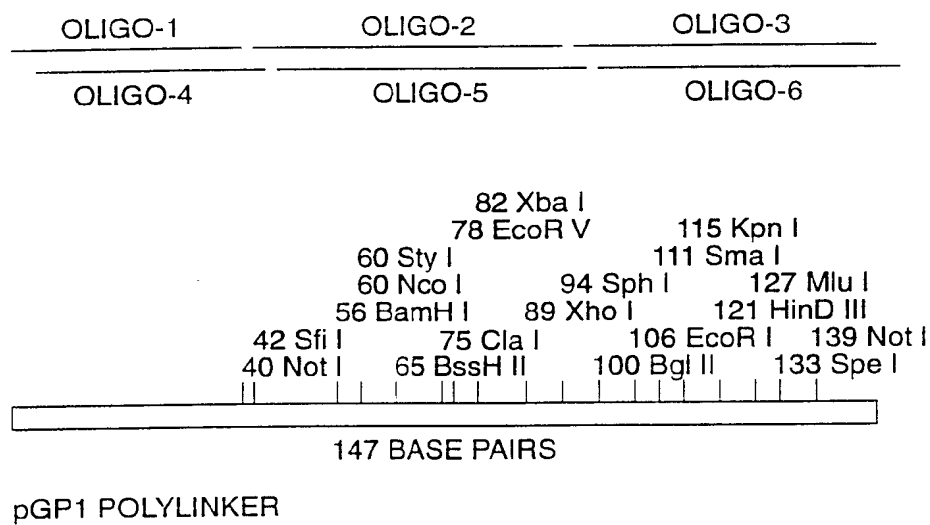 OLIGO-1 OLIGO-2 OLIGO-3
OLIGO-4 OLIGO-5 OLIGO-6
82 Xba I
78 EcoR V 115 Kpn I
60 Sty I 111 Sma I
60 Nco I 94 Sph I 127 Mlu I
56 BamH I 89 Xho I 121 HinD III
42 Sfi I 75 Cla I 106 EcoR I 139 Not I
40 Not I 65 BssH II 100 Bgl II 133 Spe I
147 BASE PAIRS
pGP1 POLYLINKER